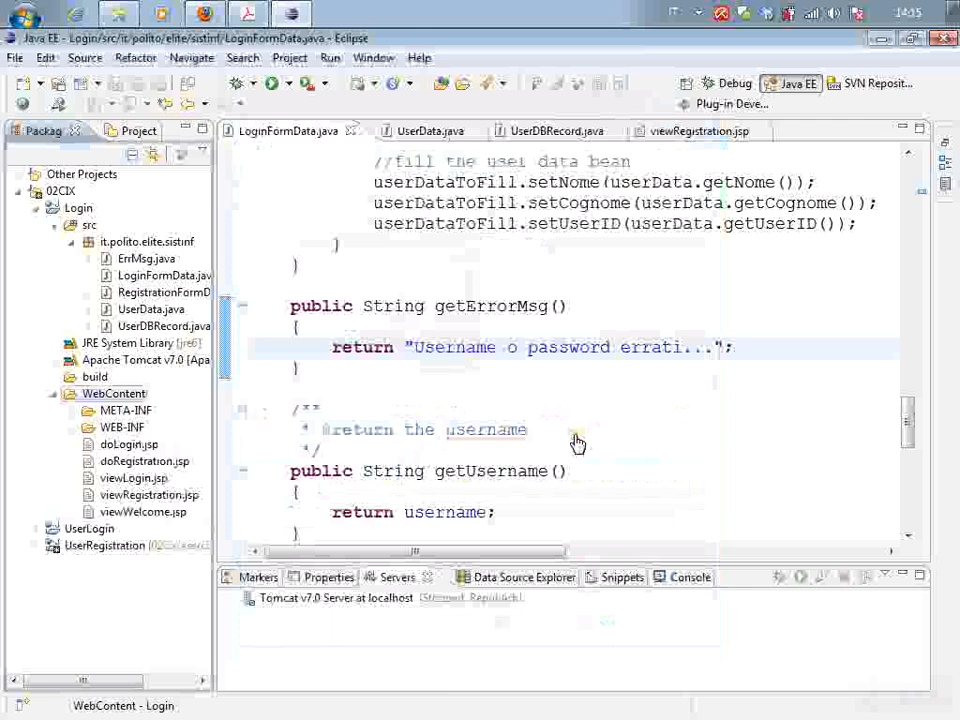 14:15
Java EE - Login/src/it/polito/elite/sistinf/LoginFormData.java - Eclipse
File Edit Source Refactor Navigate Search Project Run Window Help
Debug Java EE SVN Repositor...
Plug-in Deve...
Packag Project
LoginFormData.java UserData.java UserDBRecord.java viewRegistration.jsp
Other Projects
02CIX
Login
src
it.polito.elite.sistinf
ErrMsg.java
LoginFormData.java
RegistrationFormD
UserData.java
UserDBRecord.java
JRE System Library [jre6]
Apache Tomcat v7.0 [Apa
build
WebContent
META-INF
WEB-INF
doLogin.jsp
doRegistration.jsp
viewLogin.jsp
viewRegistration.jsp
viewWelcome.jsp
UserLogin
UserRegistration
//fill the user data bean
userDataToFill.setNome(userData.getNome());
userDataToFill.setCognome(userData.getCognome());
userDataToFill.setUserID(userData.getUserID());
}
}
public String getErrorMsg()
{
return "Username o password errati...";
}
/**
* @return the username
*/
public String getUsername()
{
return username;
}
Markers Properties Servers Data Source Explorer Snippets Console
Tomcat v7.0 Server at localhost [Stopped, Republish]
WebContent - Login